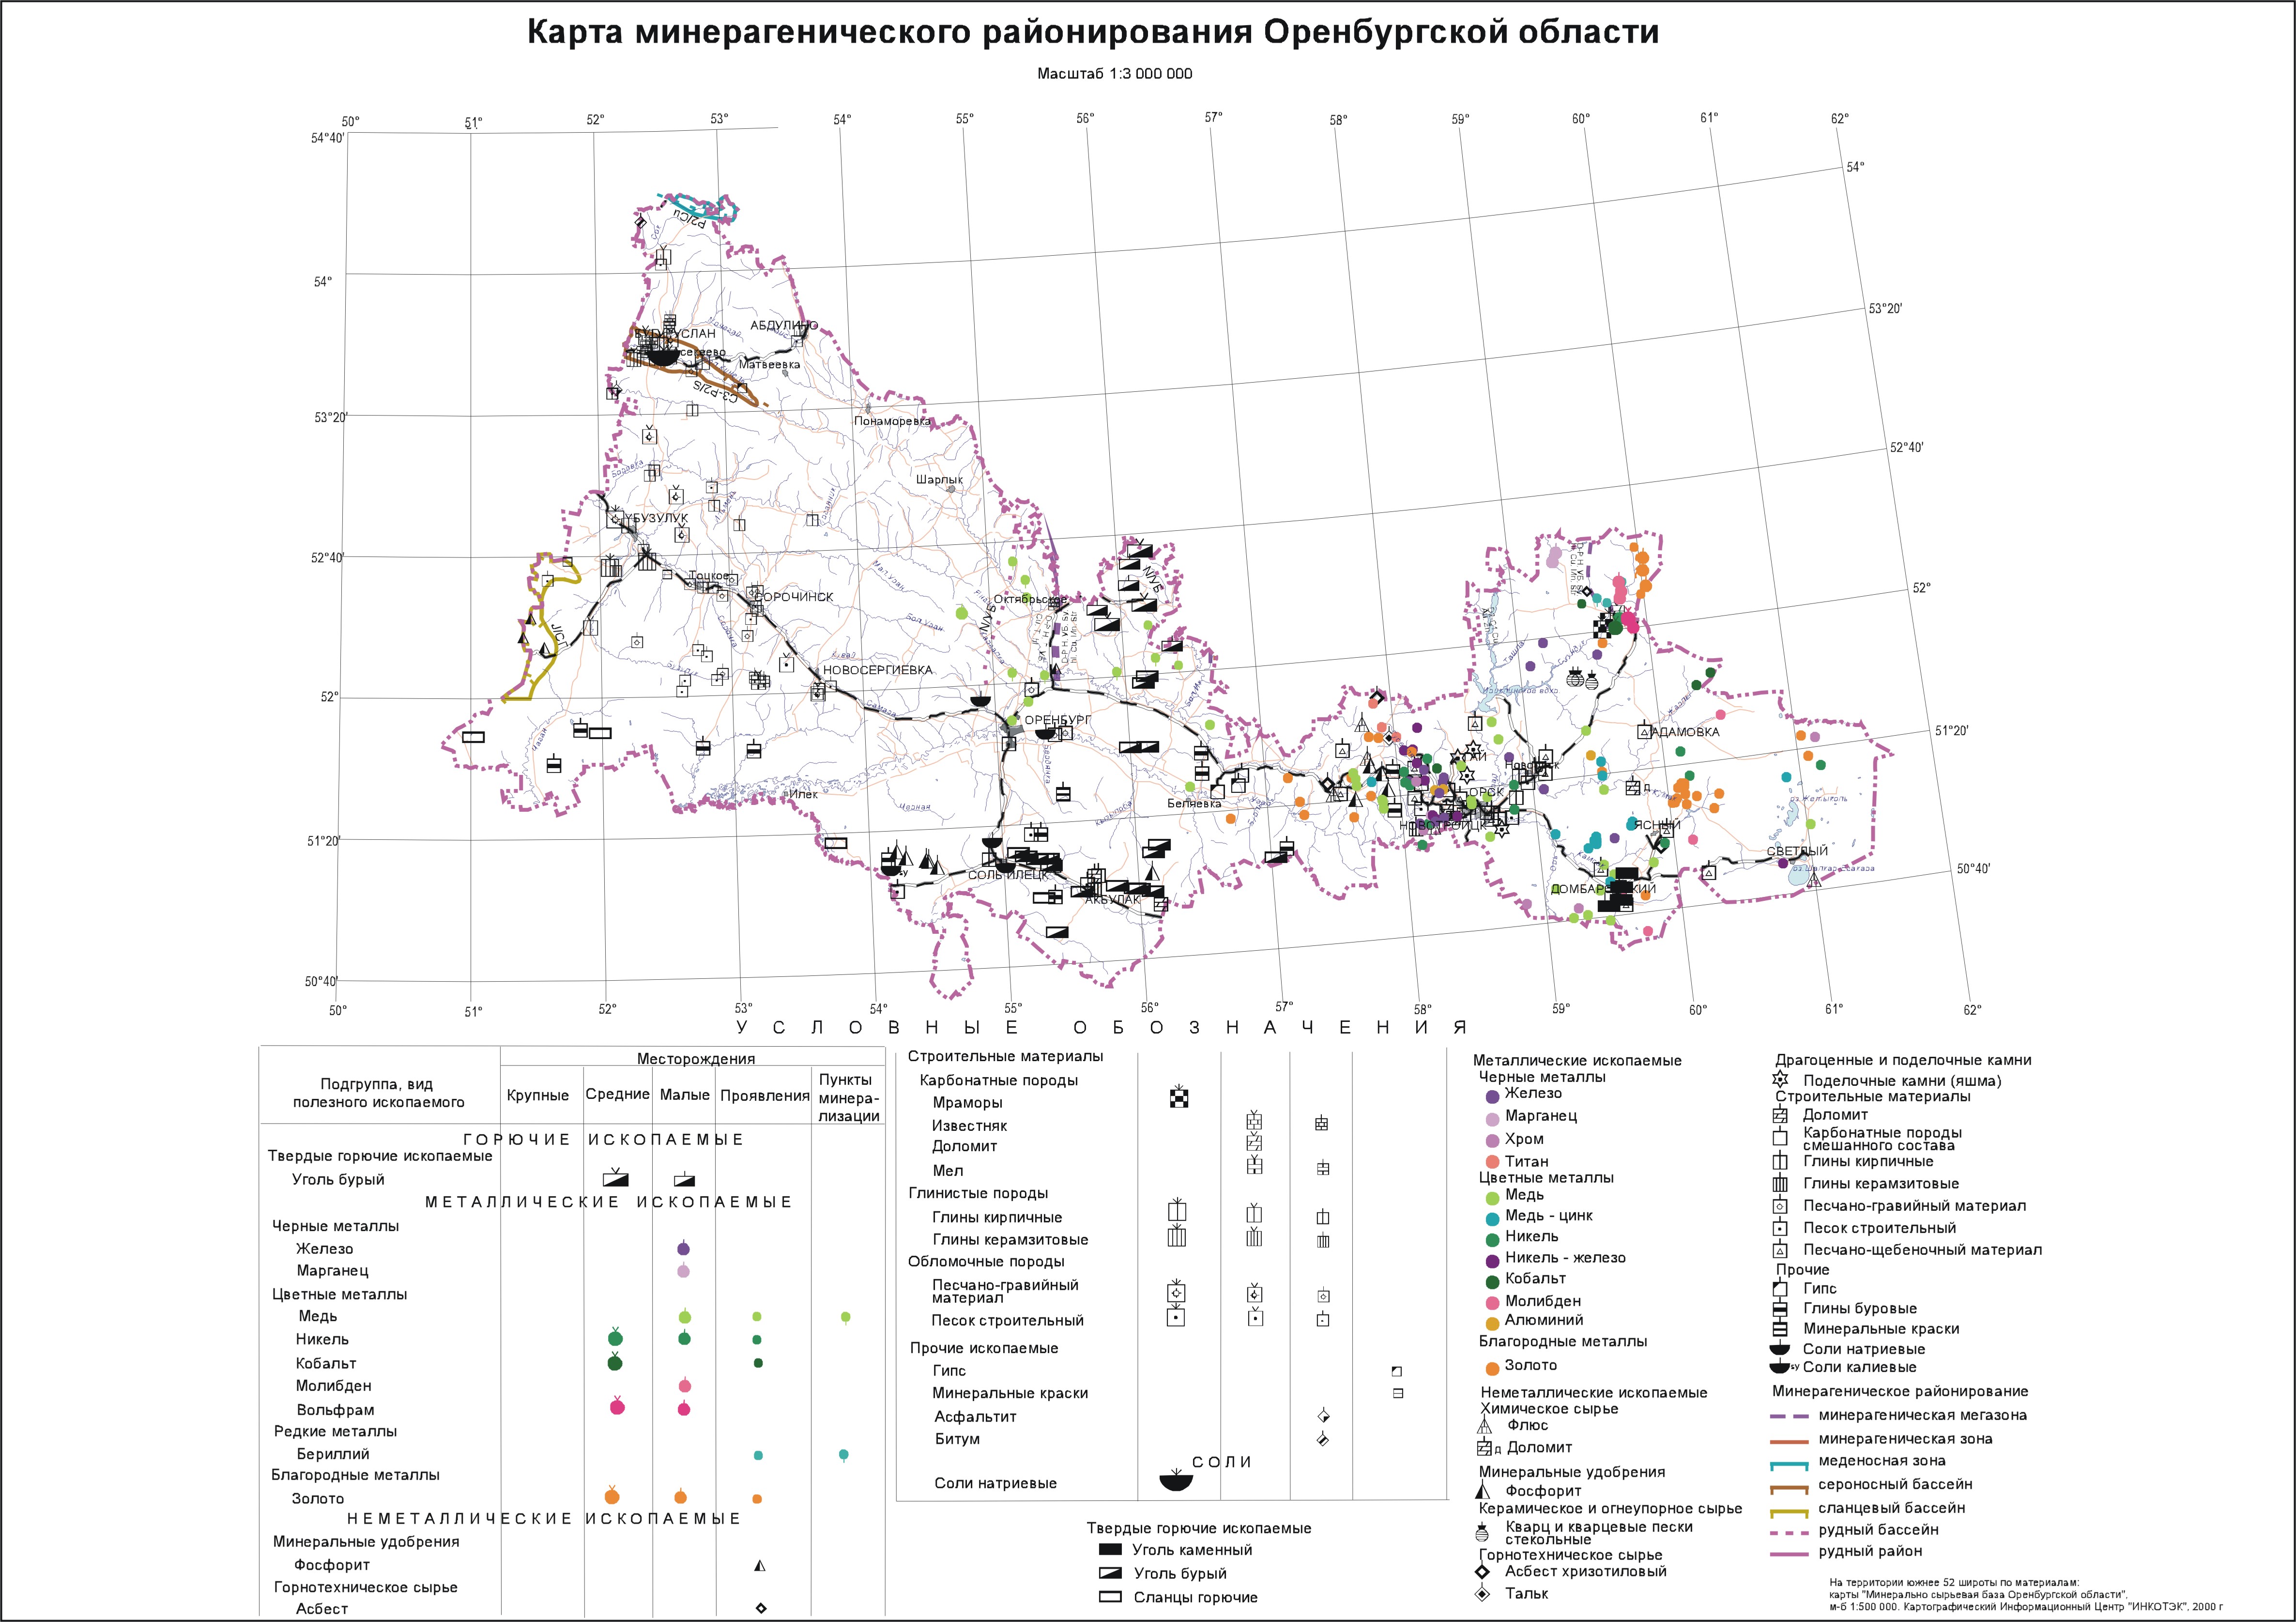 Карта минерагенического районирования Оренбургской области
Масштаб 1:3 000 000
50° 51° 52° 53° 54° 55° 56° 57° 58° 59° 60° 61° 62°
54°40'
54°
54°
53°20'
БУГУРУСЛАН
АБДУЛИНО
Матвеевка
P2/Cu
C3-P2/S
53°20'
Понаморевка
52°40'
Шарлык
БУЗУЛУК
52°40'
Тоцкое
СОРОЧИНСК
Октябрьское
N/УБ
N/УБ
52°
J/СП
НОВОСЕРГИЕВКА
52°
ОРЕНБУРГ
АДАМОВКА
51°20'
ГАЙ
Илек
Беляевка
ОРСК
НОВОТРОИЦК
ЯСНЫЙ
51°20'
СОЛЬ ИЛЕЦК
СВЕТЛЫЙ
50°40'
АКБУЛАК
ДОМБАРОВСКИЙ
50°40'
50° 51° 52° 53° 54° 55° 56° 57° 58° 59° 60° 61° 62°
УСЛОВНЫЕ ОБОЗНАЧЕНИЯ
Подгруппа, вид
полезного ископаемого
Месторождения
Крупные
Средние
Малые
Проявления
Пункты
минера-
лизации
ГОРЮЧИЕ ИСКОПАЕМЫЕ
Твердые горючие ископаемые
Уголь бурый
МЕТАЛЛИЧЕСКИЕ ИСКОПАЕМЫЕ
Черные металлы
Железо
Марганец
Цветные металлы
Медь
Никель
Кобальт
Молибден
Вольфрам
Редкие металлы
Бериллий
Благородные металлы
Золото
НЕМЕТАЛЛИЧЕСКИЕ ИСКОПАЕМЫЕ
Минеральные удобрения
Фосфорит
Горнотехническое сырье
Асбест
Строительные материалы
Карбонатные породы
Мраморы
Известняк
Доломит
Мел
Глинистые породы
Глины кирпичные
Глины керамзитовые
Обломочные породы
Песчано-гравийный
материал
Песок строительный
Прочие ископаемые
Гипс
Минеральные краски
Асфальтит
Битум
СОЛИ
Соли натриевые
Твердые горючие ископаемые
Уголь каменный
Уголь бурый
Сланцы горючие
Металлические ископаемые
Черные металлы
Железо
Марганец
Хром
Титан
Цветные металлы
Медь
Медь - цинк
Никель
Никель - железо
Кобальт
Молибден
Алюминий
Благородные металлы
Золото
Неметаллические ископаемые
Химическое сырье
Флюс
д Доломит
Минеральные удобрения
Фосфорит
Керамическое и огнеупорное сырье
Кварц и кварцевые пески
стекольные
Горнотехническое сырье
Асбест хризотиловый
Тальк
Драгоценные и поделочные камни
Поделочные камни (яшма)
Строительные материалы
Доломит
Карбонатные породы
смешанного состава
Глины кирпичные
Глины керамзитовые
Песчано-гравийный материал
Песок строительный
Песчано-щебеночный материал
Прочие
Гипс
Глины буровые
Минеральные краски
Соли натриевые
Соли калиевые
Минерагеническое районирование
минерагеническая мегазона
минерагеническая зона
меденосная зона
сероносный бассейн
сланцевый бассейн
рудный бассейн
рудный район
На территории южнее 52 широты по материалам:
карты "Минерально сырьевая база Оренбургской области",
м-б 1:500 000. Картографический Информационный Центр "ИНКОТЭК", 2000 г